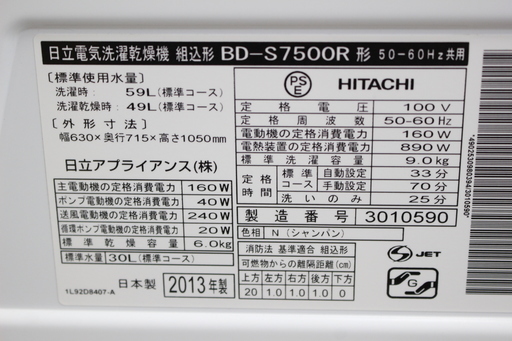 日立電気洗濯乾燥機 組込形 BD-S7500R 形 50-60Hz共用
〔標準使用水量〕
洗濯時： 59L(標準コース)
洗乾時： 49L(標準コース)
〔外形寸法〕
幅630×奥行715×高さ1050mm
日立アプライアンス(株)
主電動機の定格消費電力 160W
ポンプ電動機の定格消費電力 40W
送風電動機の定格消費電力 240W
循環ポンプ電動機の定格消費電力 20W
標準乾燥容量 6.0kg
標準水量 30L(標準コース)
日本製 2013年製
1L92D8407-A
PS
E
HITACHI
定格電圧 100V
定格周波数 50-60Hz
電動機の定格消費電力 160W
電熱装置の定格消費電力 890W
標準洗濯容量 9.0kg
定格時間 標準コース 自動設定 33分
手動設定 70分
洗いのみ 25分
製造番号 3010590
色相 N(シャンパン)
消防法 基準適合 組込形
可燃物からの離隔距離(cm)
上方 左方 右方 前方 後方 下方
20 1.0 1.0 1.0 1.0 0
S JET
G
*4902530980394/3010590*